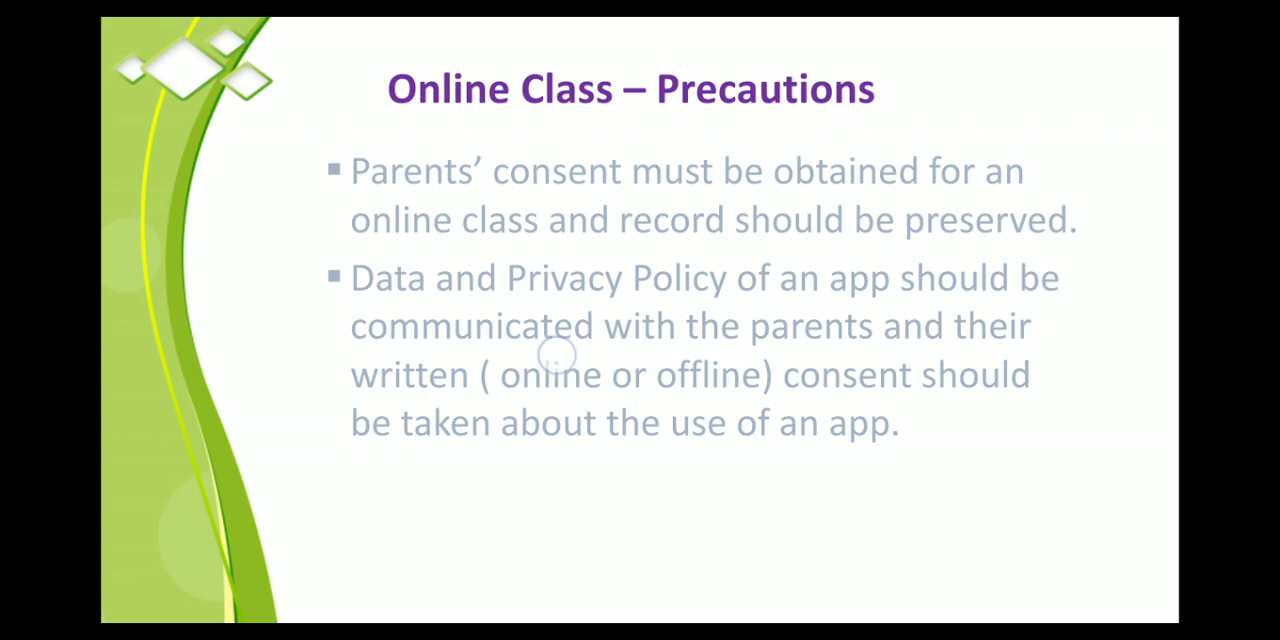 Online Class – Precautions
▪ Parents’ consent must be obtained for an
online class and record should be preserved.
▪ Data and Privacy Policy of an app should be
communicated with the parents and their
written ( online or offline) consent should
be taken about the use of an app.